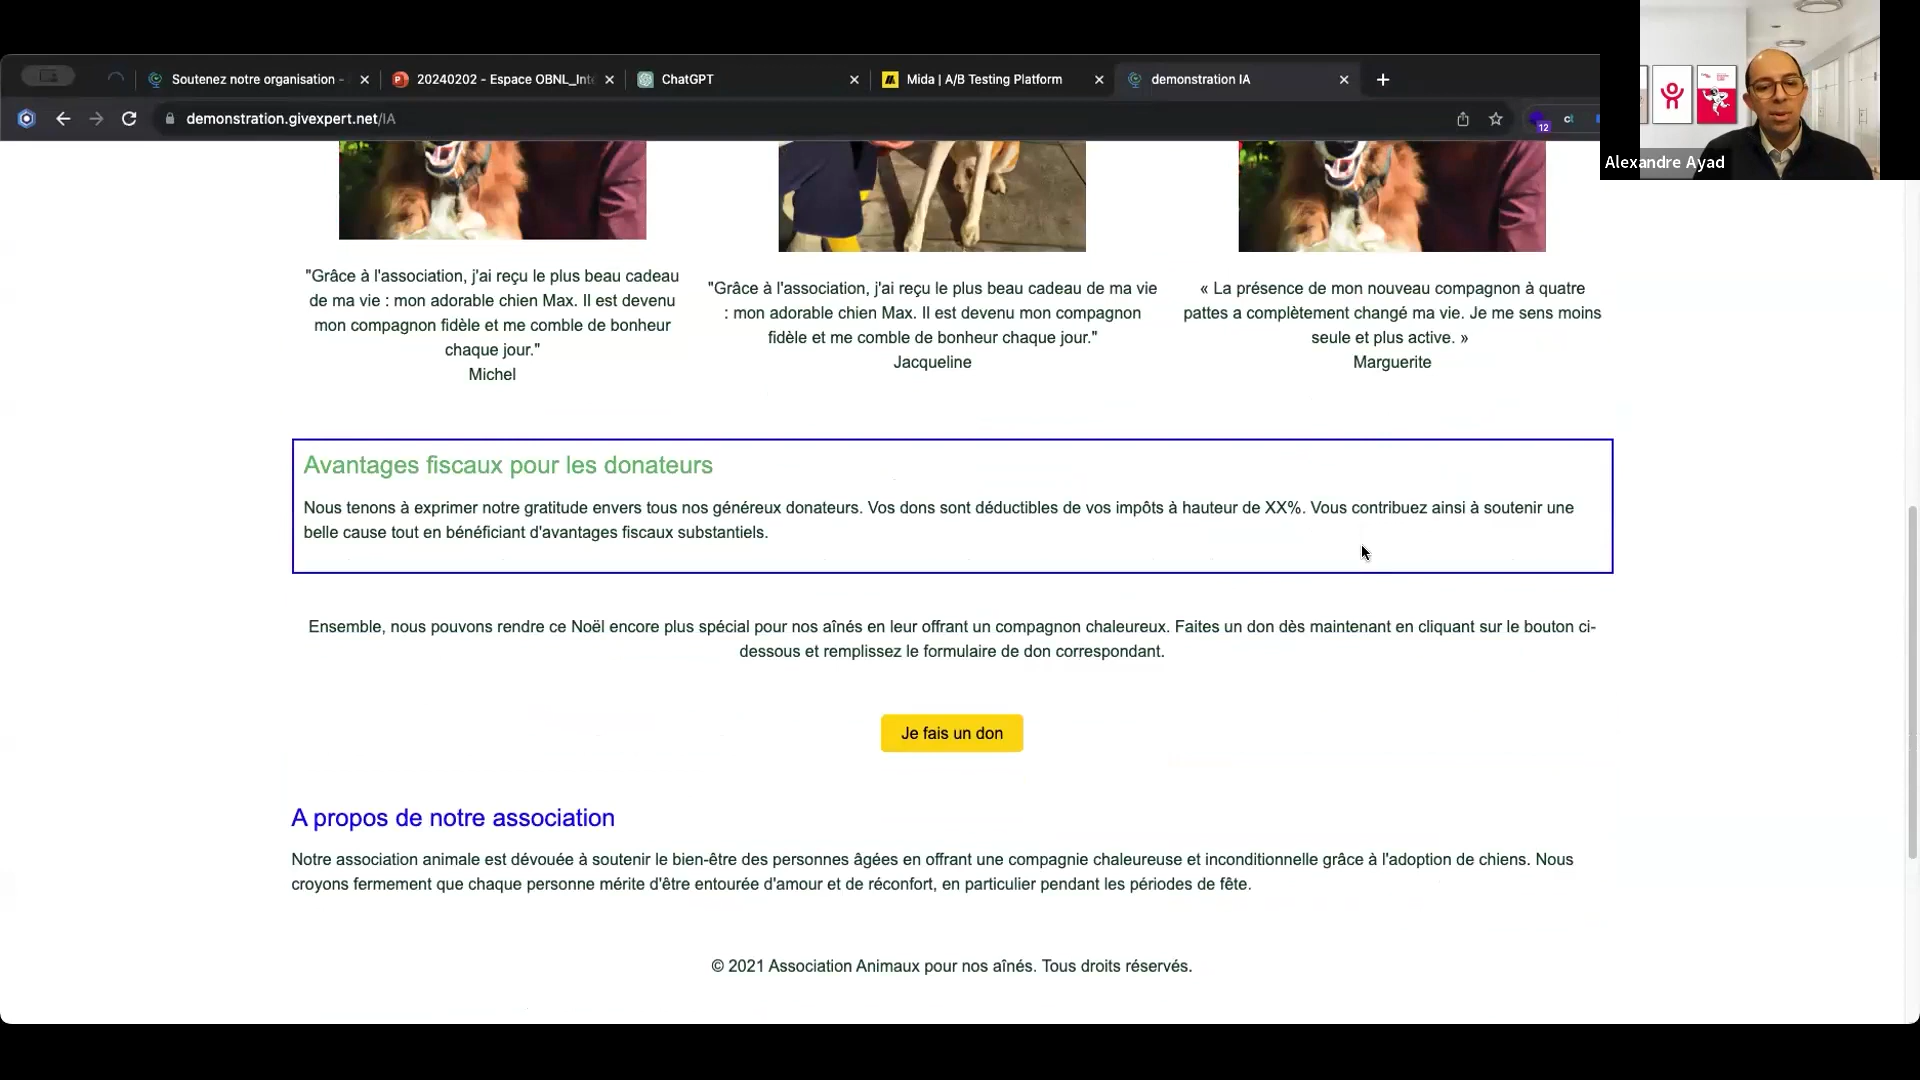 Soutenez notre organisation -
20240202 - Espace OBNL_Int
ChatGPT
Mida | A/B Testing Platform
demonstration IA
demonstration.givexpert.net/IA
12
Alexandre Ayad
"Grâce à l'association, j'ai reçu le plus beau cadeau
de ma vie : mon adorable chien Max. Il est devenu
mon compagnon fidèle et me comble de bonheur
chaque jour."
Michel
"Grâce à l'association, j'ai reçu le plus beau cadeau de ma vie
: mon adorable chien Max. Il est devenu mon compagnon
fidèle et me comble de bonheur chaque jour."
Jacqueline
« La présence de mon nouveau compagnon à quatre
pattes a complètement changé ma vie. Je me sens moins
seule et plus active. »
Marguerite
Avantages fiscaux pour les donateurs
Nous tenons à exprimer notre gratitude envers tous nos généreux donateurs. Vos dons sont déductibles de vos impôts à hauteur de XX%. Vous contribuez ainsi à soutenir une
belle cause tout en bénéficiant d'avantages fiscaux substantiels.
Ensemble, nous pouvons rendre ce Noël encore plus spécial pour nos aînés en leur offrant un compagnon chaleureux. Faites un don dès maintenant en cliquant sur le bouton ci-
dessous et remplissez le formulaire de don correspondant.
Je fais un don
A propos de notre association
Notre association animale est dévouée à soutenir le bien-être des personnes âgées en offrant une compagnie chaleureuse et inconditionnelle grâce à l'adoption de chiens. Nous
croyons fermement que chaque personne mérite d'être entourée d'amour et de réconfort, en particulier pendant les périodes de fête.
© 2021 Association Animaux pour nos aînés. Tous droits réservés.